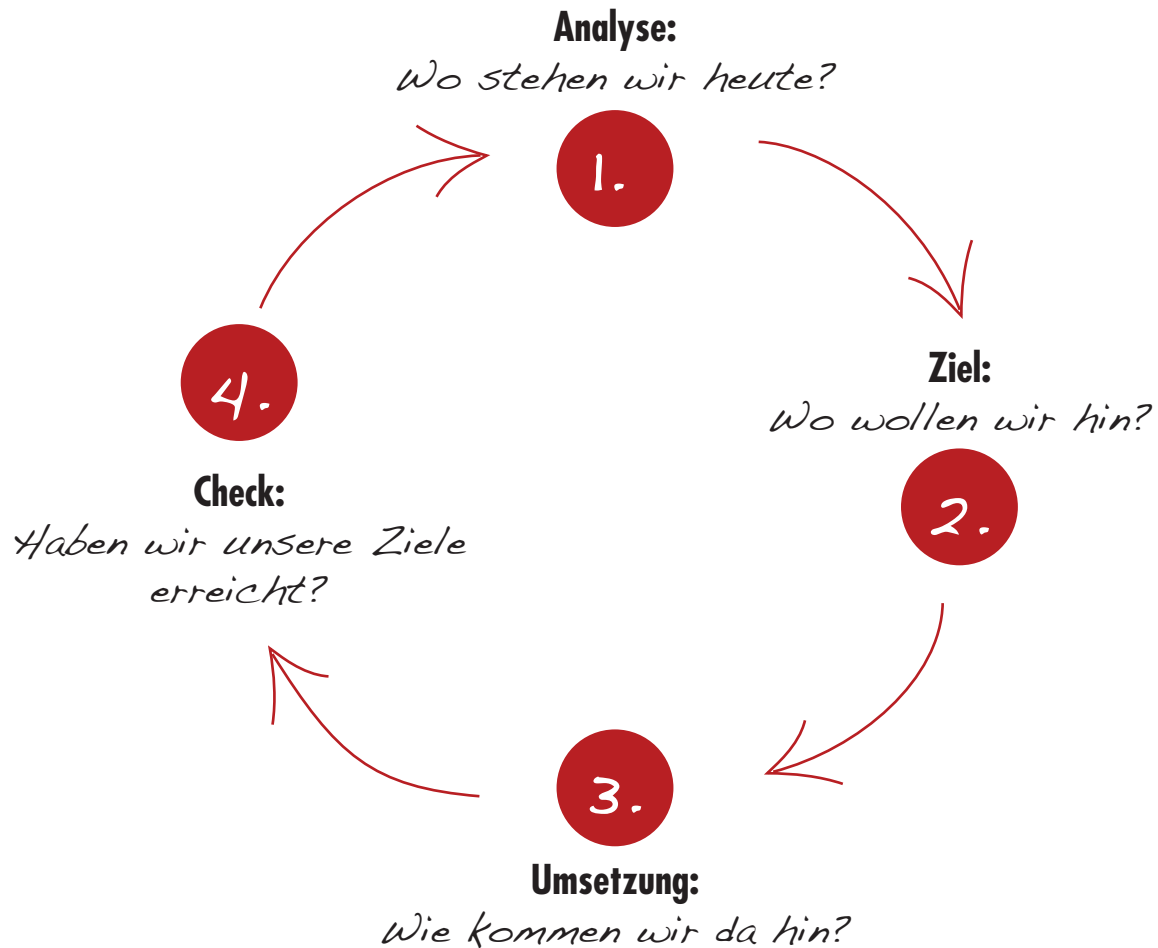 Analyse:
Wo stehen wir heute?
1.
Ziel:
Wo wollen wir hin?
2.
3.
Umsetzung:
Wie kommen wir da hin?
4.
Check:
Haben wir unsere Ziele
erreicht?